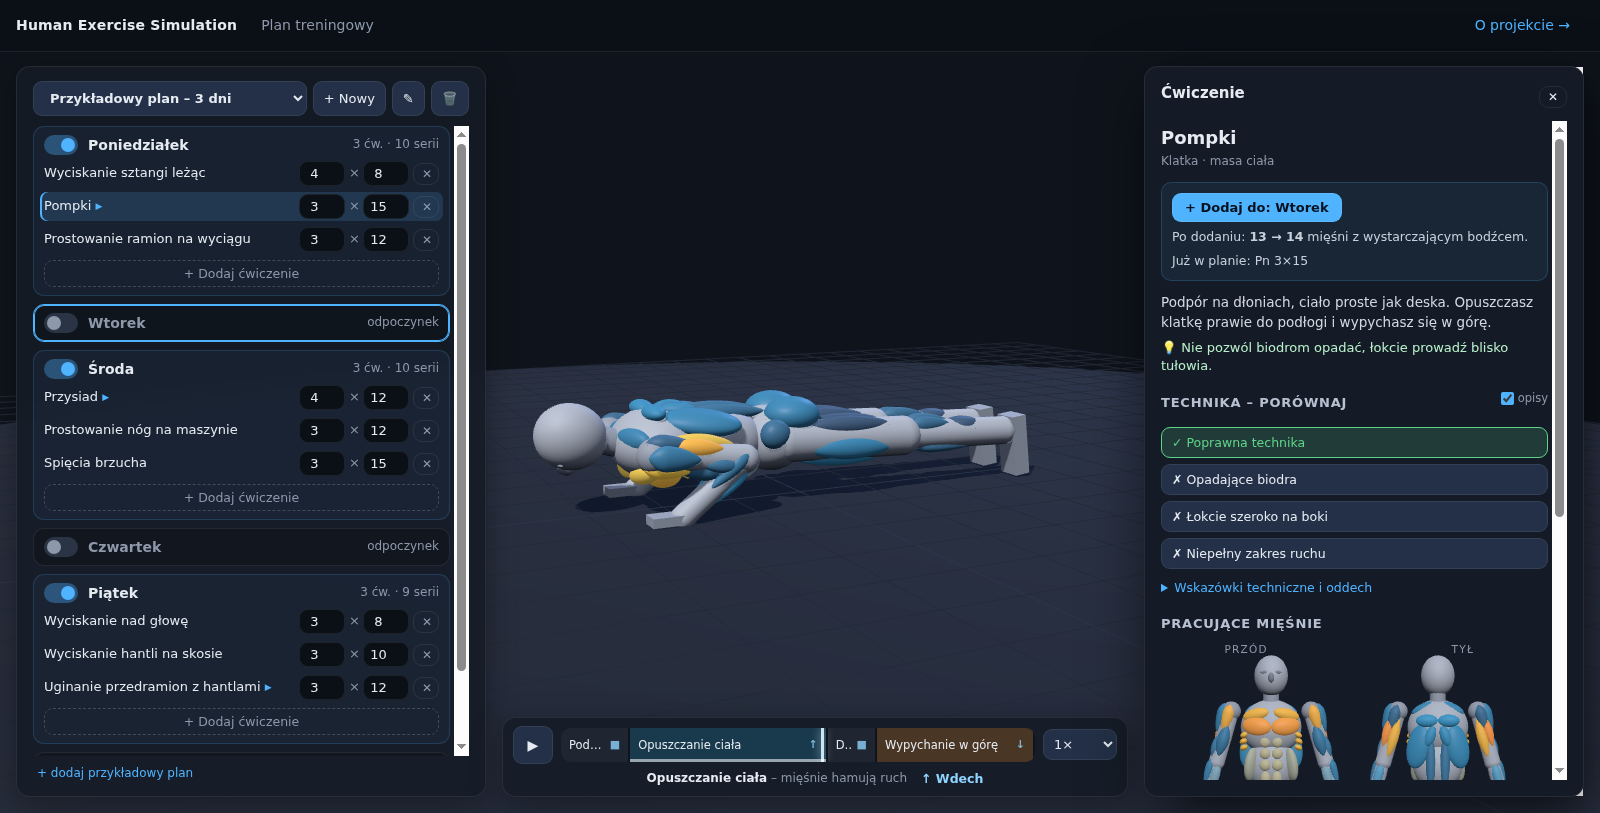 Human Exercise Simulation
Plan treningowy
O projekcie →
Przykładowy plan – 3 dni
+ Nowy
✎
Poniedziałek
3 ćw. · 10 serii
Wyciskanie sztangi leżąc 4 × 8 ✕
Pompki ▸ 3 × 15 ✕
Prostowanie ramion na wyciągu 3 × 12 ✕
+ Dodaj ćwiczenie
Wtorek
odpoczynek
Środa
3 ćw. · 10 serii
Przysiad ▸ 4 × 12 ✕
Prostowanie nóg na maszynie 3 × 12 ✕
Spięcia brzucha 3 × 15 ✕
+ Dodaj ćwiczenie
Czwartek
odpoczynek
Piątek
3 ćw. · 9 serii
Wyciskanie nad głowę 3 × 8 ✕
Wyciskanie hantli na skosie 3 × 10 ✕
Uginanie przedramion z hantlami ▸ 3 × 12 ✕
+ Dodaj ćwiczenie
+ dodaj przykładowy plan
▶
Pod...
Opuszczanie ciała ↑
D..
Wypychanie w górę ↓
1×
Opuszczanie ciała – mięśnie hamują ruch ↑ Wdech
Ćwiczenie
✕
Pompki
Klatka · masa ciała
+ Dodaj do: Wtorek
Po dodaniu: 13 → 14 mięśni z wystarczającym bodźcem.
Już w planie: Pn 3×15
Podpór na dłoniach, ciało proste jak deska. Opuszczasz
klatkę prawie do podłogi i wypychasz się w górę.
💡 Nie pozwól biodrom opadać, łokcie prowadź blisko
tułowia.
TECHNIKA – PORÓWNAJ
opisy
✓ Poprawna technika
✗ Opadające biodra
✗ Łokcie szeroko na boki
✗ Niepełny zakres ruchu
▶ Wskazówki techniczne i oddech
PRACUJĄCE MIĘŚNIE
PRZÓD
TYŁ